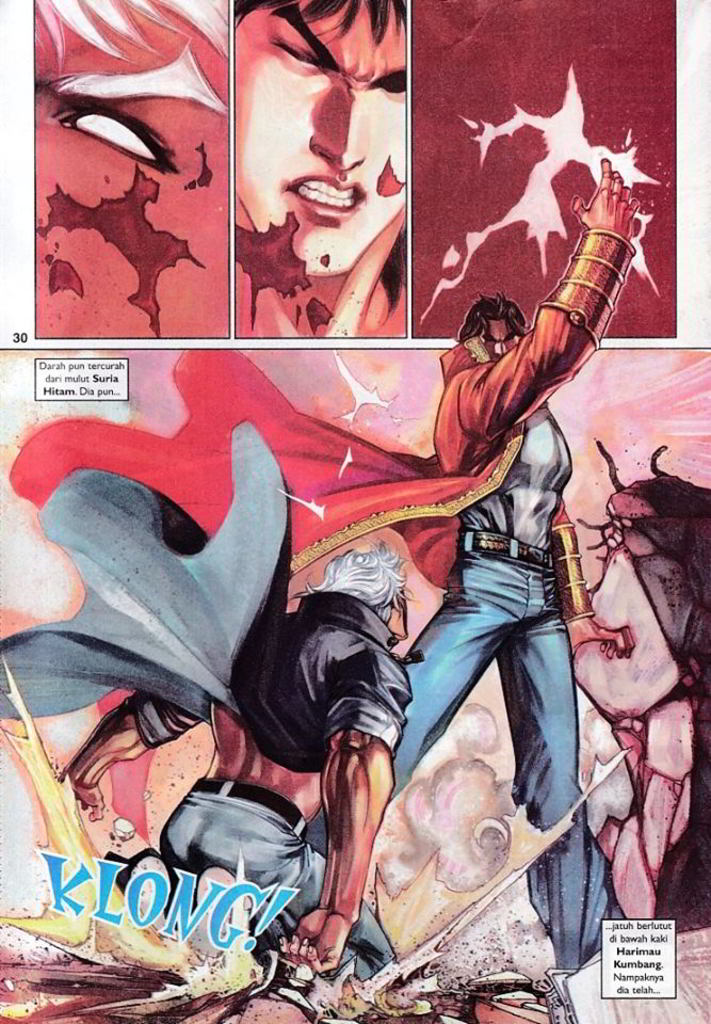 30
Darah pun tercurah
dari mulut Suria
Hitam. Dia pun...
KLONG!
...jatuh berlutut
di bawah kaki
Harimau
Kumbang.
Nampaknya
dia telah...